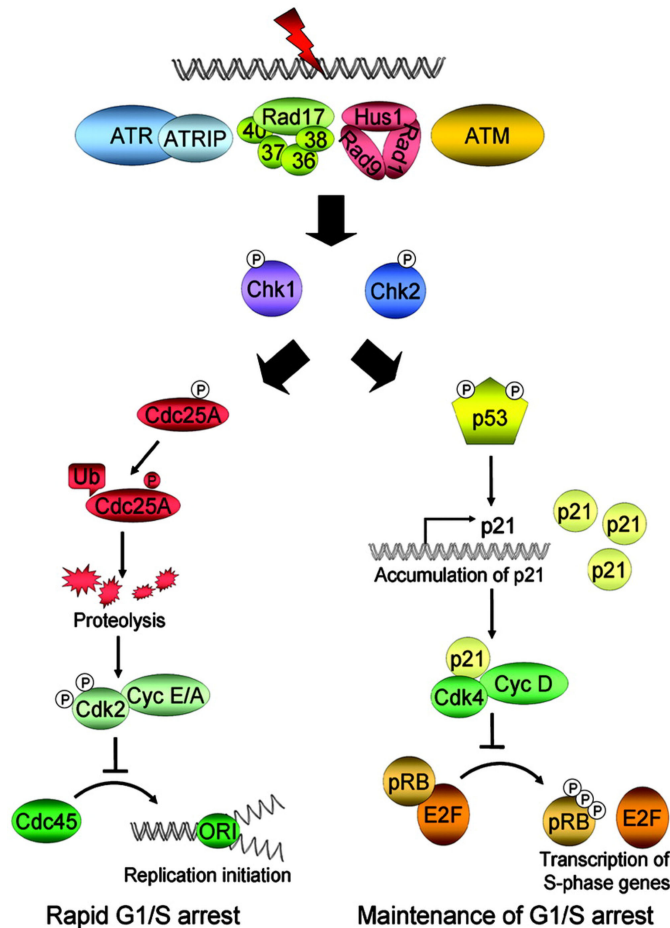 ATR
ATRIP
40
Rad17
38
37
36
Hus1
Rad9
Rad1
ATM
P
Chk1
P
Chk2
P
Cdc25A
Ub
P
Cdc25A
Proteolysis
P
P
Cdk2
Cyc E/A
Cdc45
ORI
Replication initiation
Rapid G1/S arrest
P
P
p53
p21
Accumulation of p21
p21
p21
p21
p21
Cdk4
Cyc D
pRB
E2F
P
P
P
pRB
E2F
Transcription of
S-phase genes
Maintenance of G1/S arrest